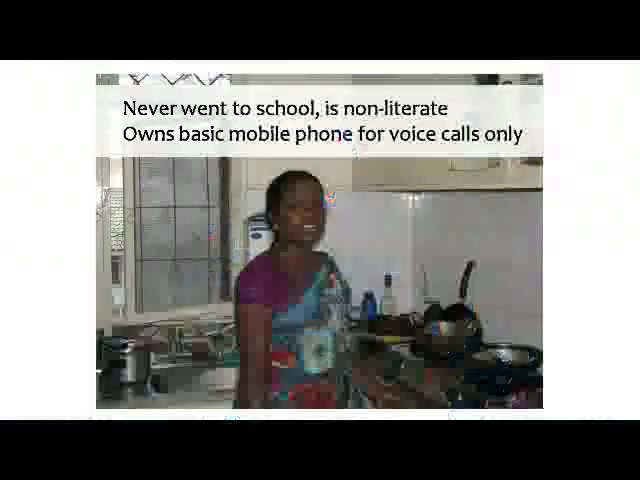 Never went to school, is non-literate
Owns basic mobile phone for voice calls only